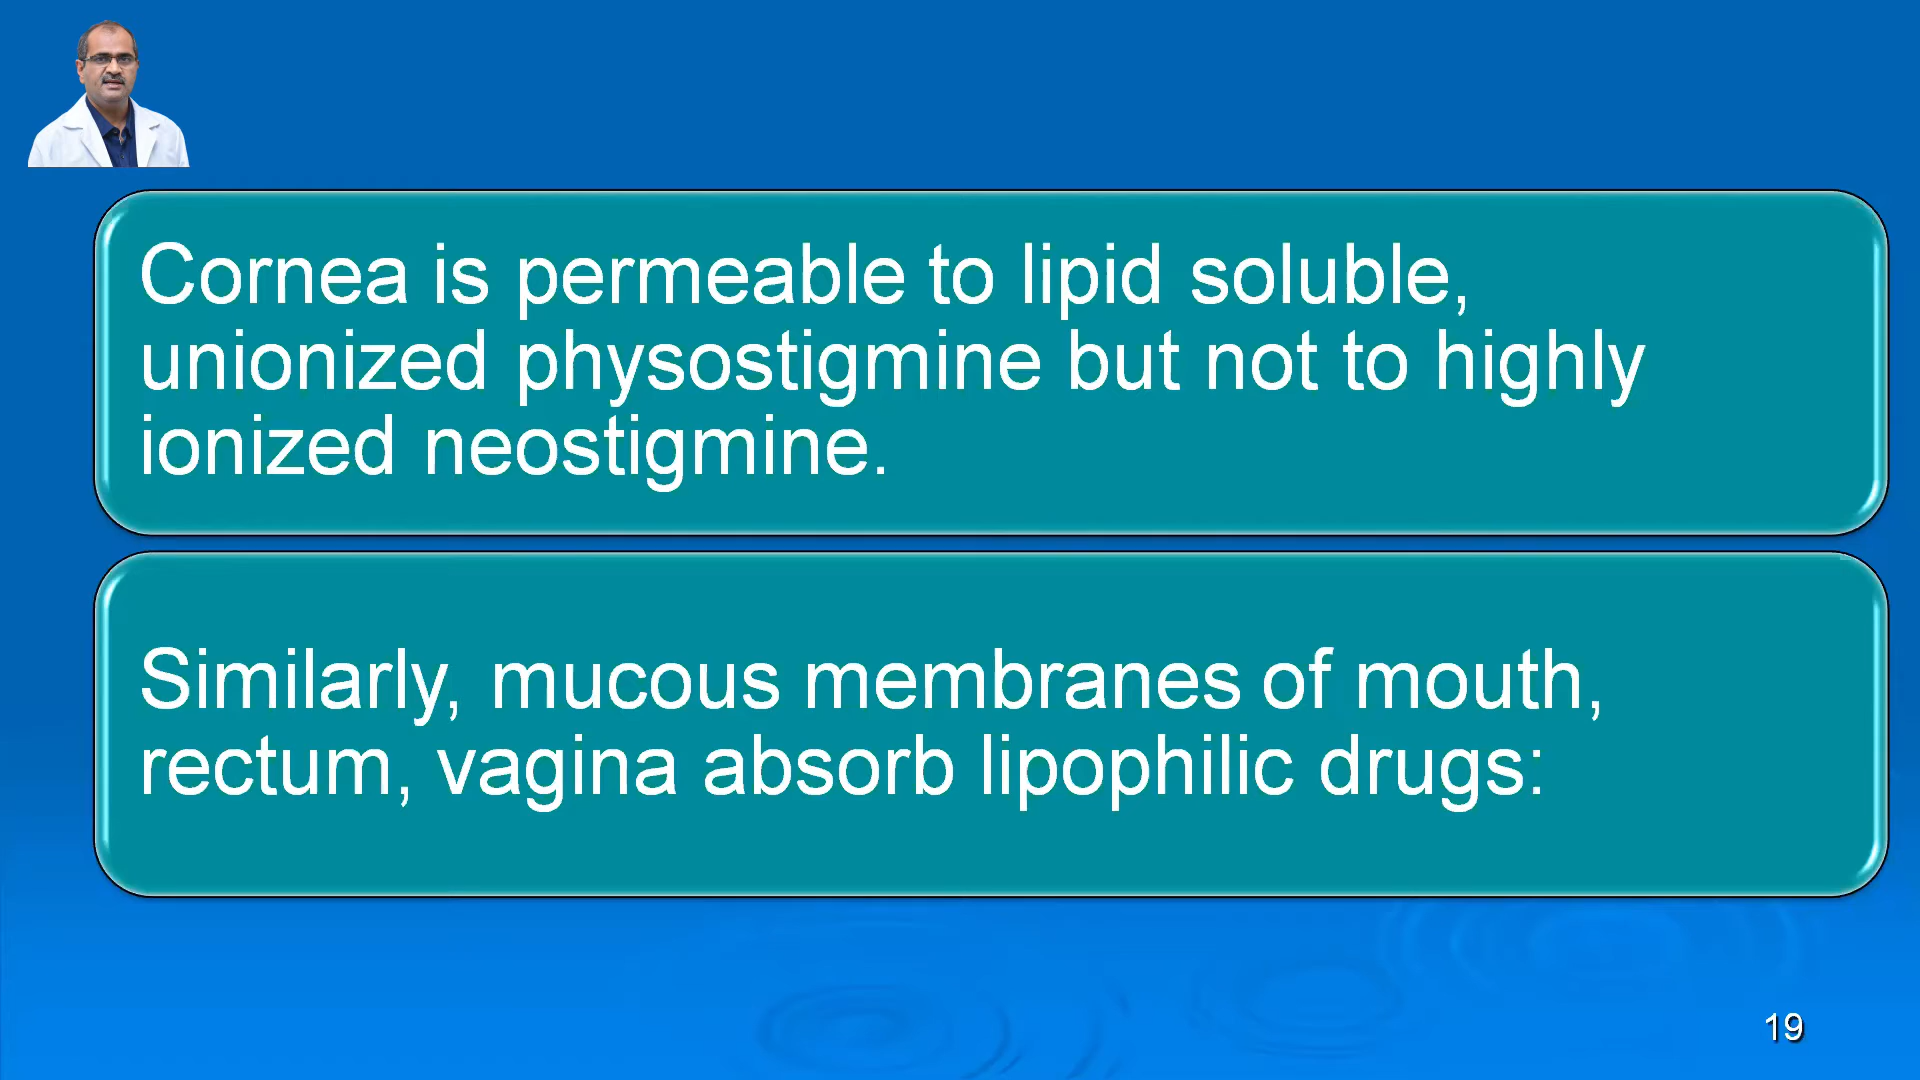 Cornea is permeable to lipid soluble,
unionized physostigmine but not to highly
ionized neostigmine.
Similarly, mucous membranes of mouth,
rectum, vagina absorb lipophilic drugs:
19